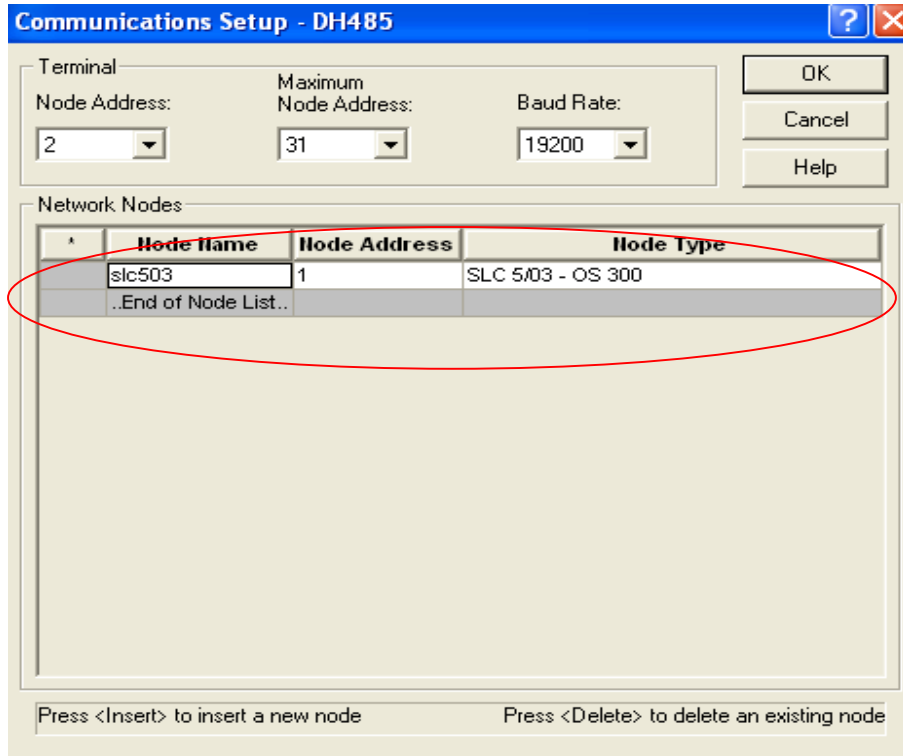 Communications Setup - DH485
Terminal
Node Address:
Maximum
Node Address:
Baud Rate:
2
31
19200
OK
Cancel
Help
Network Nodes
* Node Name Node Address Node Type
slc503 1 SLC 5/03 - OS 300
..End of Node List..
Press <Insert> to insert a new node
Press <Delete> to delete an existing node